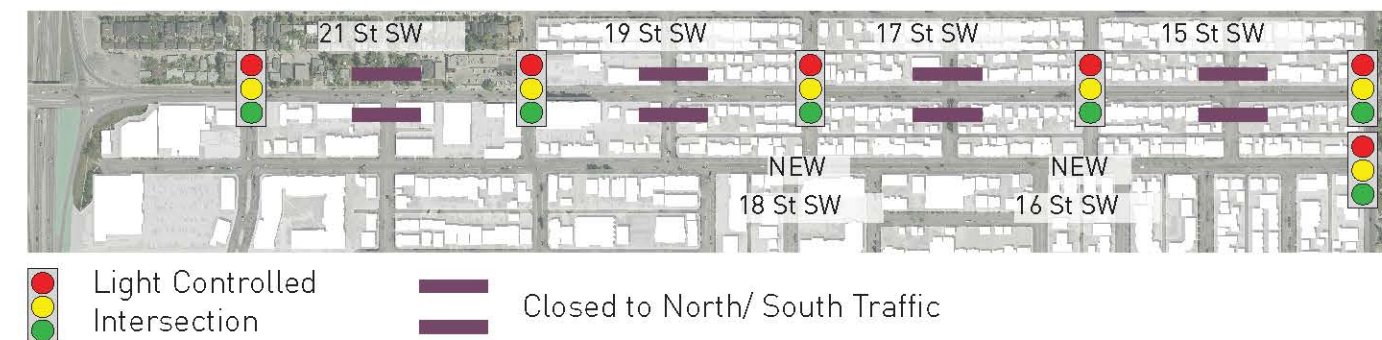 21 St SW
19 St SW
17 St SW
15 St SW
NEW
NEW
18 St SW
16 St SW
Light Controlled
Intersection
Closed to North/ South Traffic